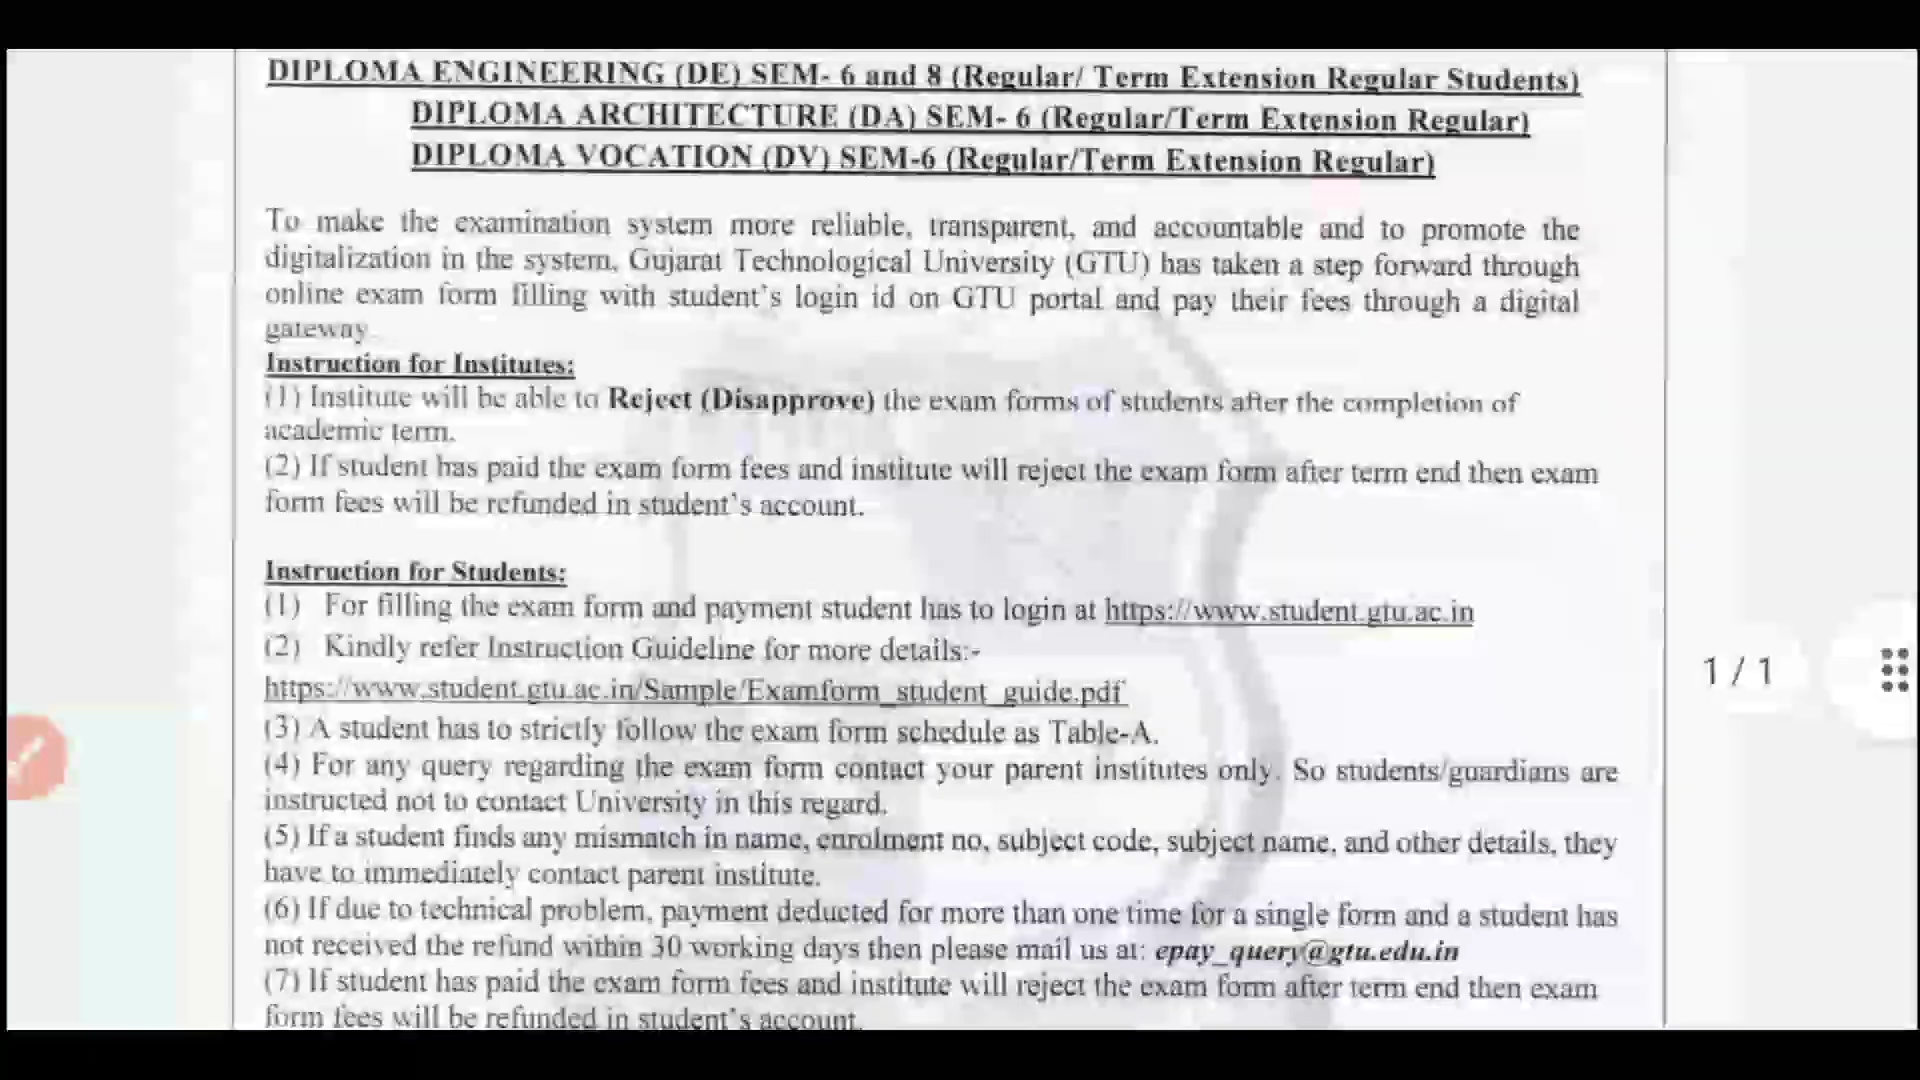 DIPLOMA ENGINEERING (DE) SEM- 6 and 8 (Regular/ Term Extension Regular Students)
DIPLOMA ARCHITECTURE (DA) SEM- 6 (Regular/Term Extension Regular)
DIPLOMA VOCATION (DV) SEM-6 (Regular/Term Extension Regular)
To make the examination system more reliable, transparent, and accountable and to promote the
digitalization in the system, Gujarat Technological University (GTU) has taken a step forward through
online exam form filling with student's login id on GTU portal and pay their fees through a digital
gateway.
Instruction for Institutes:
(1) Institute will be able to Reject (Disapprove) the exam forms of students after the completion of
academic term.
(2) If student has paid the exam form fees and institute will reject the exam form after term end then exam
form fees will be refunded in student's account.
Instruction for Students:
(1) For filling the exam form and payment student has to login at https://www.student.gtu.ac.in
(2) Kindly refer Instruction Guideline for more details:-
https://www.student.gtu.ac.in/Sample/Examform_student_guide.pdf
(3) A student has to strictly follow the exam form schedule as Table-A.
(4) For any query regarding the exam form contact your parent institutes only. So students/guardians are
instructed not to contact University in this regard.
(5) If a student finds any mismatch in name, enrolment no, subject code, subject name, and other details, they
have to immediately contact parent institute.
(6) If due to technical problem, payment deducted for more than one time for a single form and a student has
not received the refund within 30 working days then please mail us at: epay_query@gtu.edu.in
(7) If student has paid the exam form fees and institute will reject the exam form after term end then exam
form fees will be refunded in student's account.
1 / 1